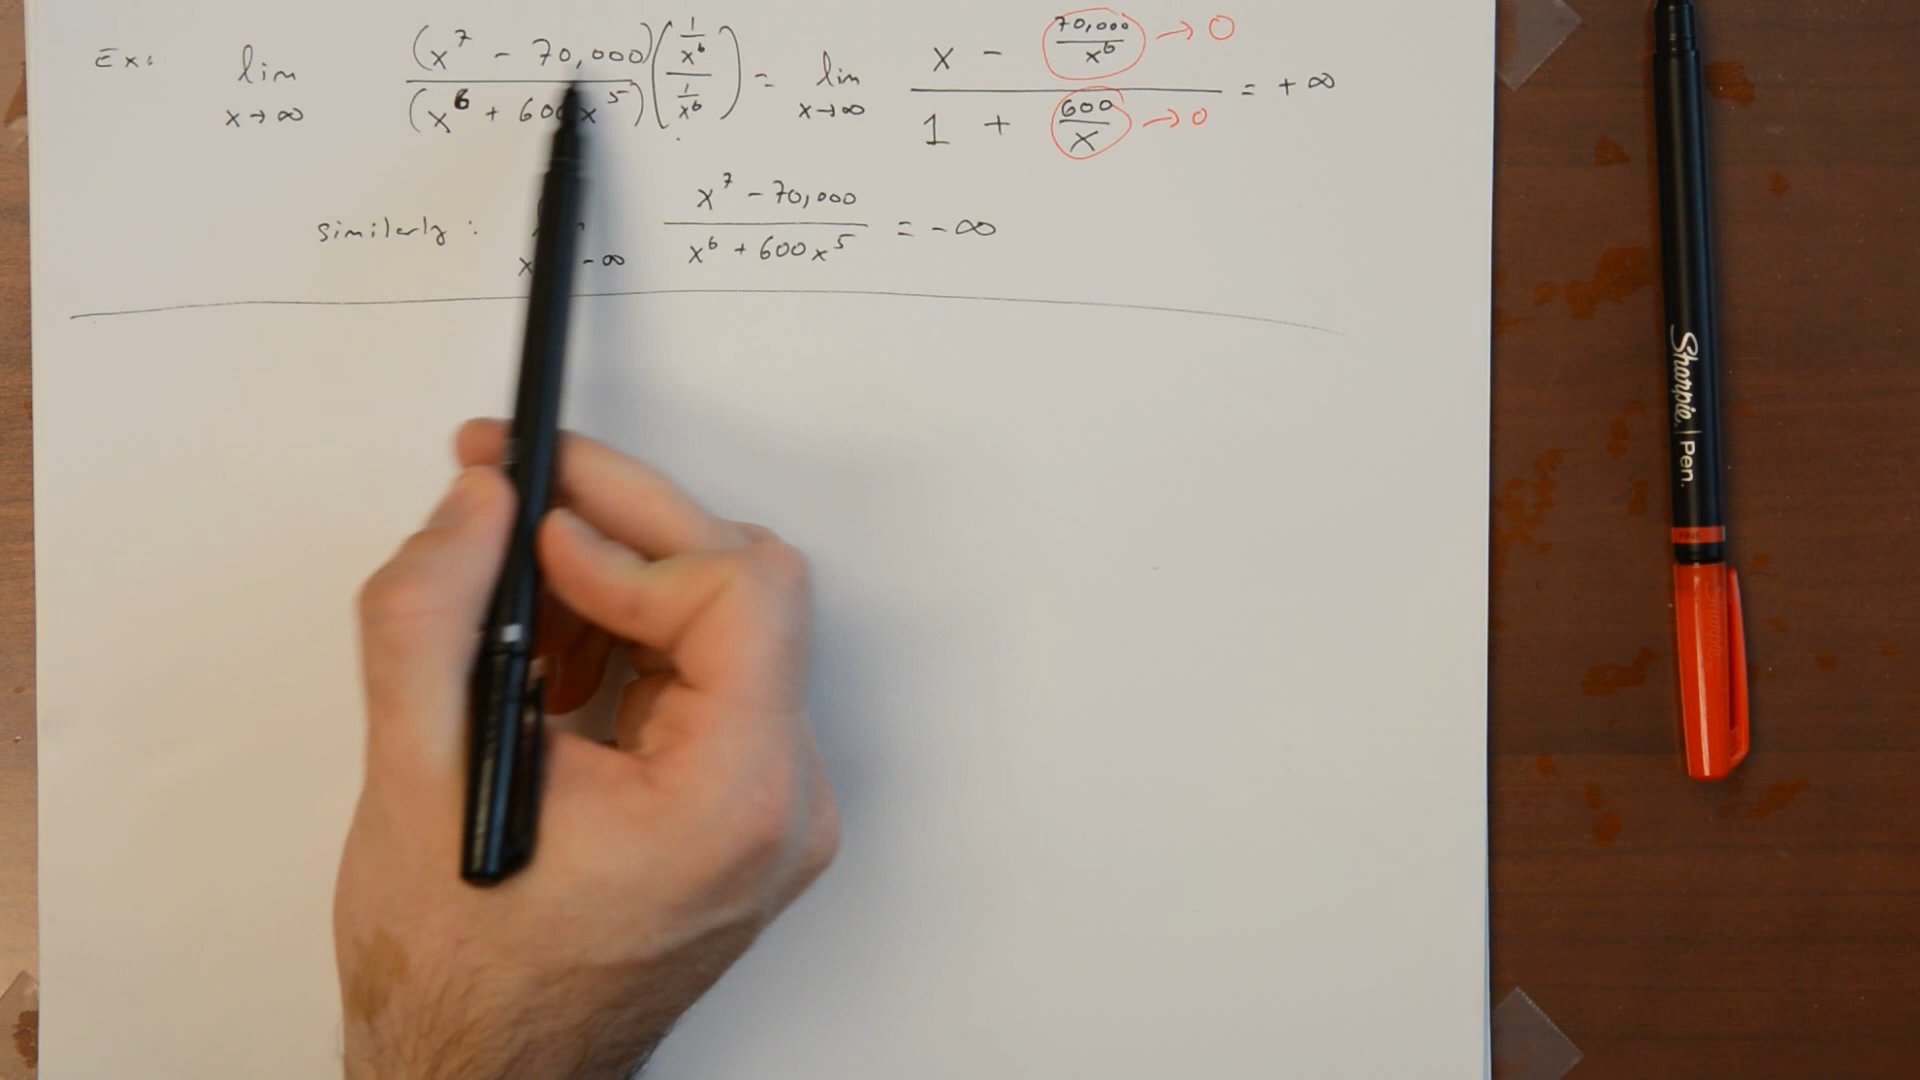 Ex: lim x→∞ (x⁷ - 70,000)/(x⁶ + 600x⁵) ((1/x⁶)/(1/x⁶)) = lim x→∞ (x - 70,000/x⁶ → 0)/(1 + 600/x → 0) = +∞
similarly: x -∞ (x⁷ - 70,000)/(x⁶ + 600x⁵) = -∞
Sharpie | Pen.
FINE